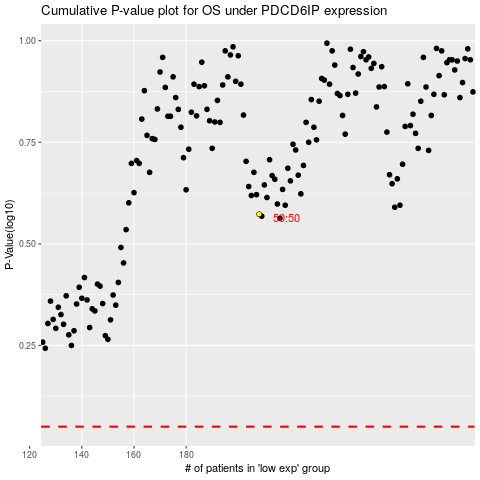 Cumulative P-value plot for OS under PDCD6IP expression
P-Value(log10)
1.00
0.75
0.50
0.25
50:50
120 140 160 180
# of patients in 'low exp' group